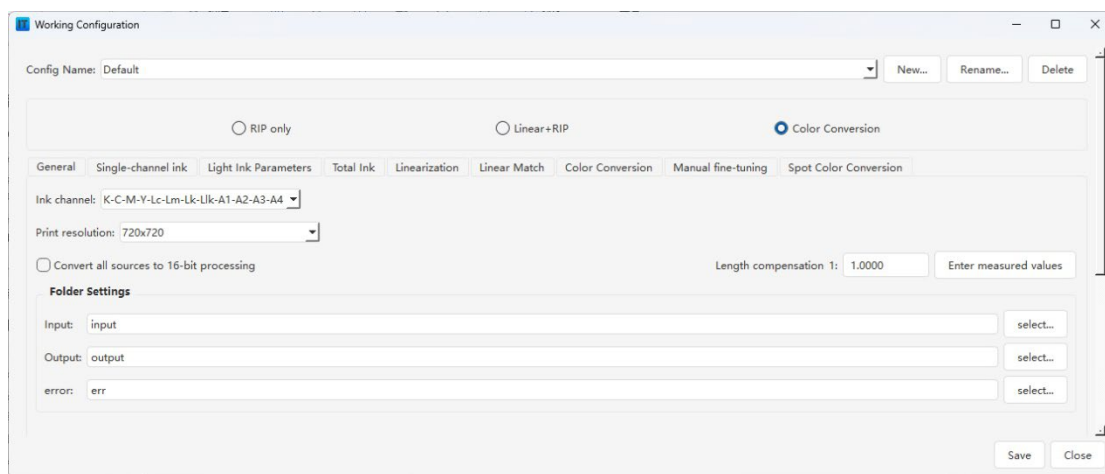 IT Working Configuration
Config Name: Default New... Rename... Delete
RIP only Linear+RIP Color Conversion
General Single-channel ink Light Ink Parameters Total Ink Linearization Linear Match Color Conversion Manual fine-tuning Spot Color Conversion
Ink channel: K-C-M-Y-Lc-Lm-Lk-Llk-A1-A2-A3-A4
Print resolution: 720x720
Convert all sources to 16-bit processing Length compensation 1: 1.0000 Enter measured values
Folder Settings
Input: input select...
Output: output select...
error: err select...
Save Close